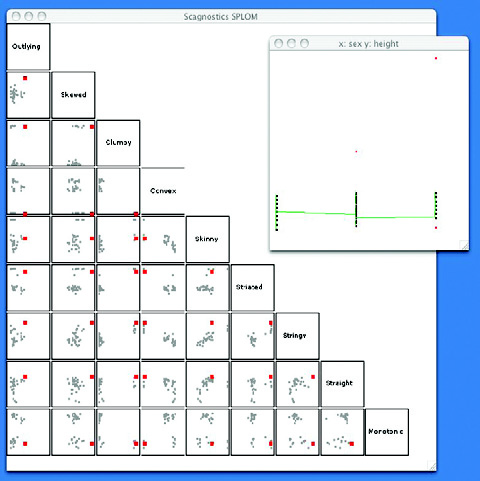 Scagnostics SPLOM
x: sex y: height
Outlying
Skewed
Clumpy
Convex
Skinny
Striated
Stringy
Straight
Monotonic